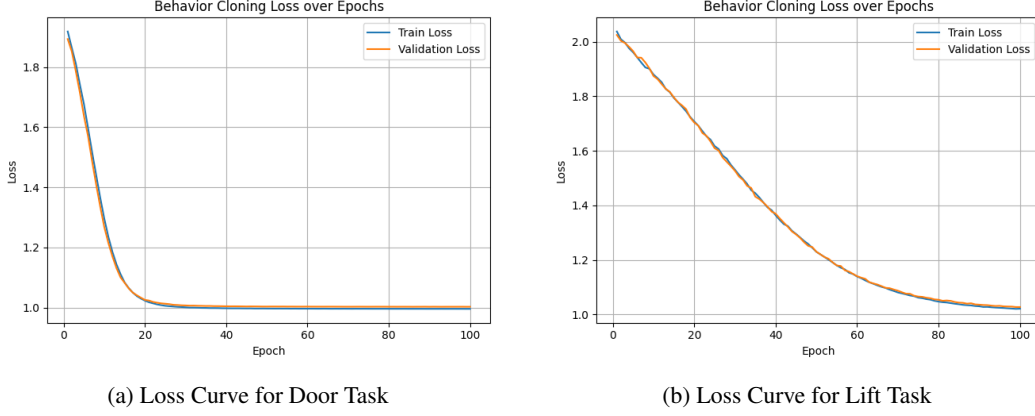 Behavior Cloning Loss over Epochs
Train Loss
Validation Loss
1.8
1.6
1.4
1.2
1.0
Loss
0 20 40 60 80 100
Epoch
(a) Loss Curve for Door Task
Behavior Cloning Loss over Epochs
Train Loss
Validation Loss
2.0
1.8
1.6
1.4
1.2
1.0
Loss
0 20 40 60 80 100
Epoch
(b) Loss Curve for Lift Task